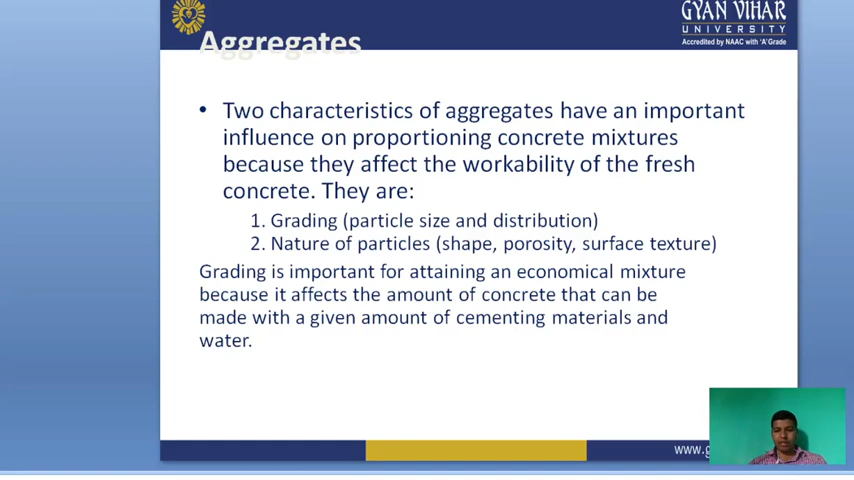 GYAN VIHAR
UNIVERSITY
Accredited by NAAC with 'A' Grade
Aggregates
• Two characteristics of aggregates have an important
influence on proportioning concrete mixtures
because they affect the workability of the fresh
concrete. They are:
1. Grading (particle size and distribution)
2. Nature of particles (shape, porosity, surface texture)
Grading is important for attaining an economical mixture
because it affects the amount of concrete that can be
made with a given amount of cementing materials and
water.
www.g